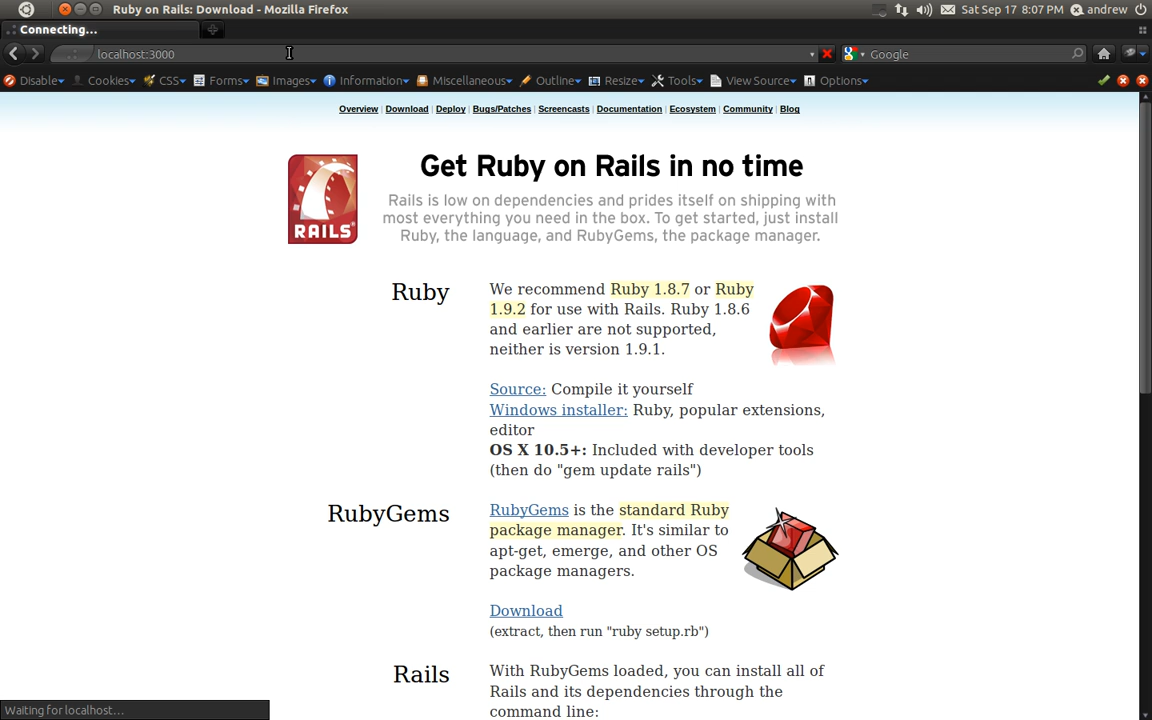 Ruby on Rails: Download - Mozilla Firefox
Sat Sep 17 8:07 PM andrew
Connecting...
localhost:3000
Google
Disable Cookies CSS Forms Images Information Miscellaneous Outline Resize Tools View Source Options
Overview | Download | Deploy | Bugs/Patches | Screencasts | Documentation | Ecosystem | Community | Blog
RAILS
Get Ruby on Rails in no time
Rails is low on dependencies and prides itself on shipping with
most everything you need in the box. To get started, just install
Ruby, the language, and RubyGems, the package manager.
Ruby
We recommend Ruby 1.8.7 or Ruby
1.9.2 for use with Rails. Ruby 1.8.6
and earlier are not supported,
neither is version 1.9.1.
Source: Compile it yourself
Windows installer: Ruby, popular extensions,
editor
OS X 10.5+: Included with developer tools
(then do "gem update rails")
RubyGems
RubyGems is the standard Ruby
package manager. It's similar to
apt-get, emerge, and other OS
package managers.
Download
(extract, then run "ruby setup.rb")
Rails
With RubyGems loaded, you can install all of
Rails and its dependencies through the
command line:
Waiting for localhost...